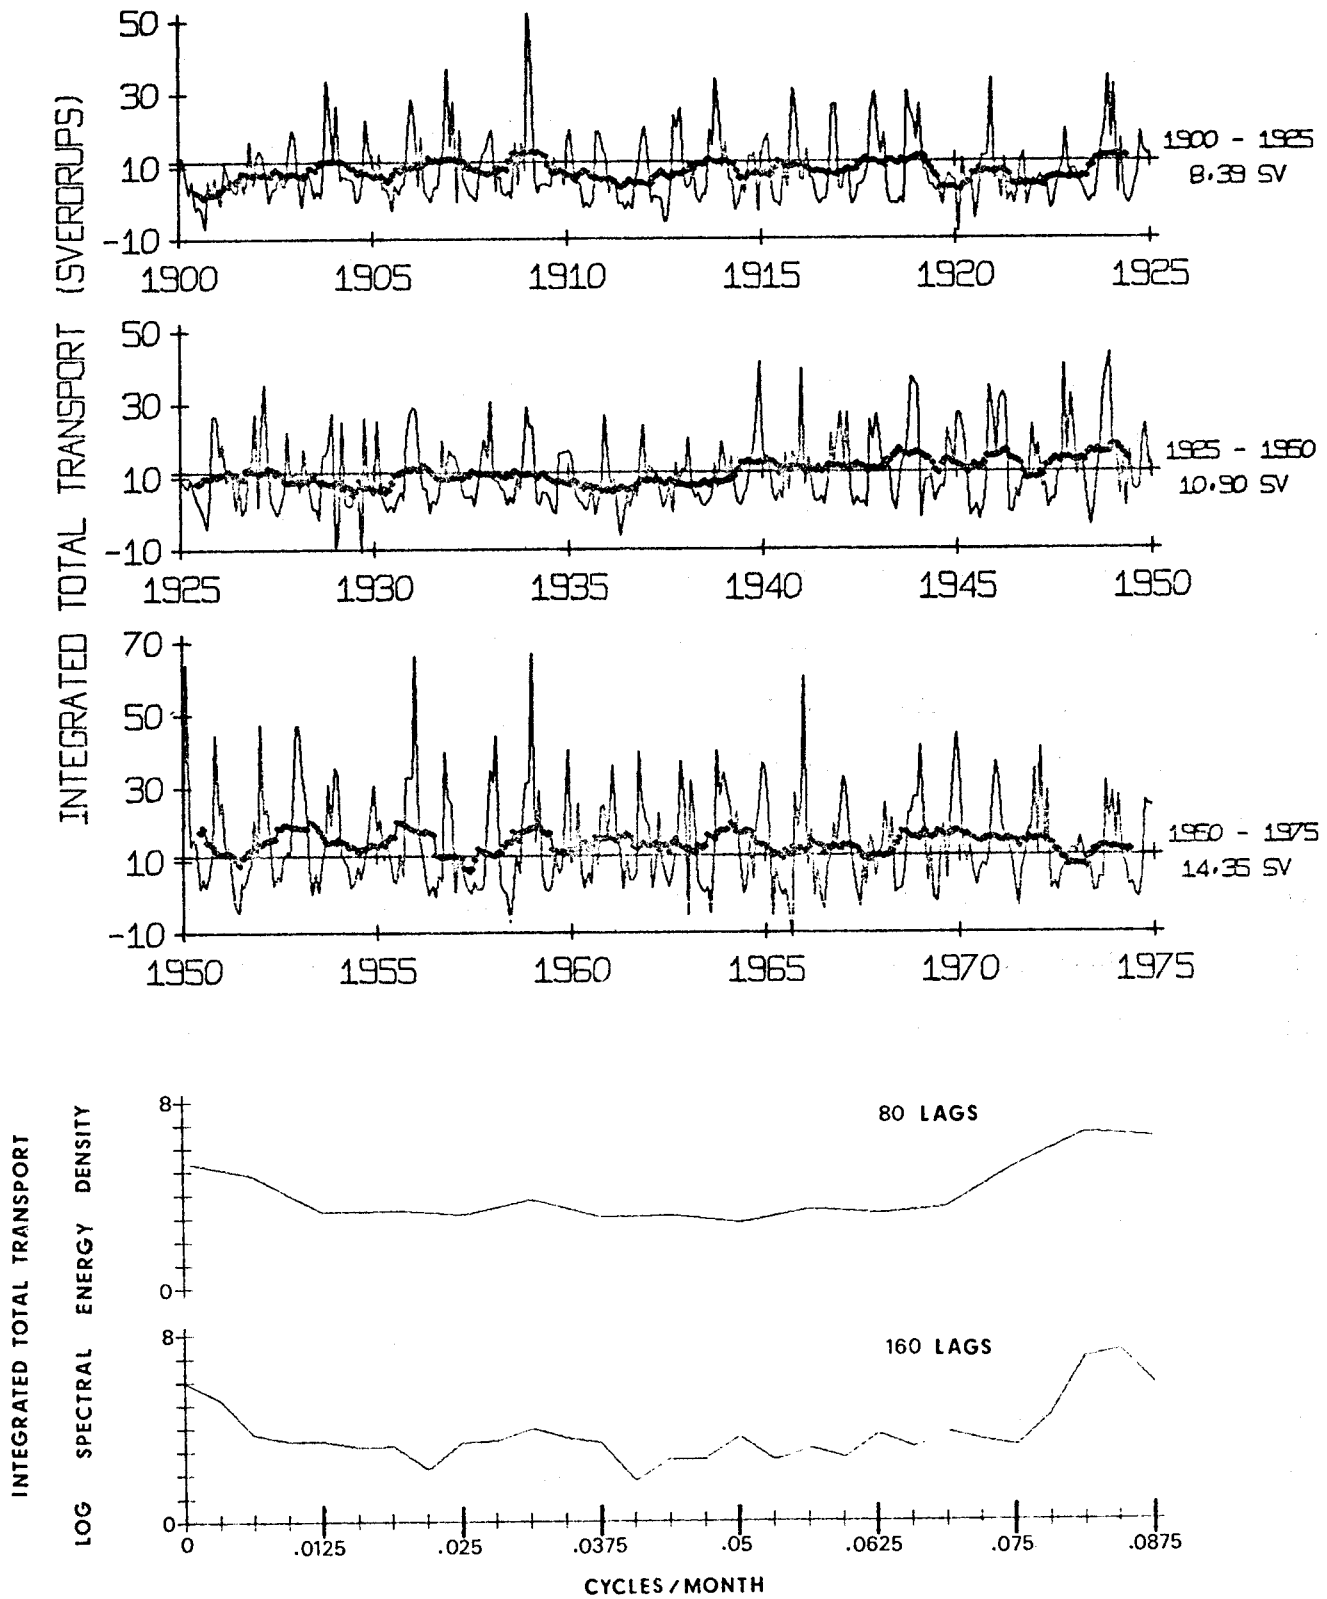 INTEGRATED TOTAL TRANSPORT (SVERDRUPS)
50
30
10
-10
1900 1905 1910 1915 1920 1925
1900 - 1925
8.39 SV
50
30
10
-10
1925 1930 1935 1940 1945 1950
1925 - 1950
10.90 SV
70
50
30
10
-10
1950 1955 1960 1965 1970 1975
1950 - 1975
14.35 SV
INTEGRATED TOTAL TRANSPORT
LOG SPECTRAL ENERGY DENSITY
8
0
80 LAGS
8
0
160 LAGS
0 .0125 .025 .0375 .05 .0625 .075 .0875
CYCLES/MONTH